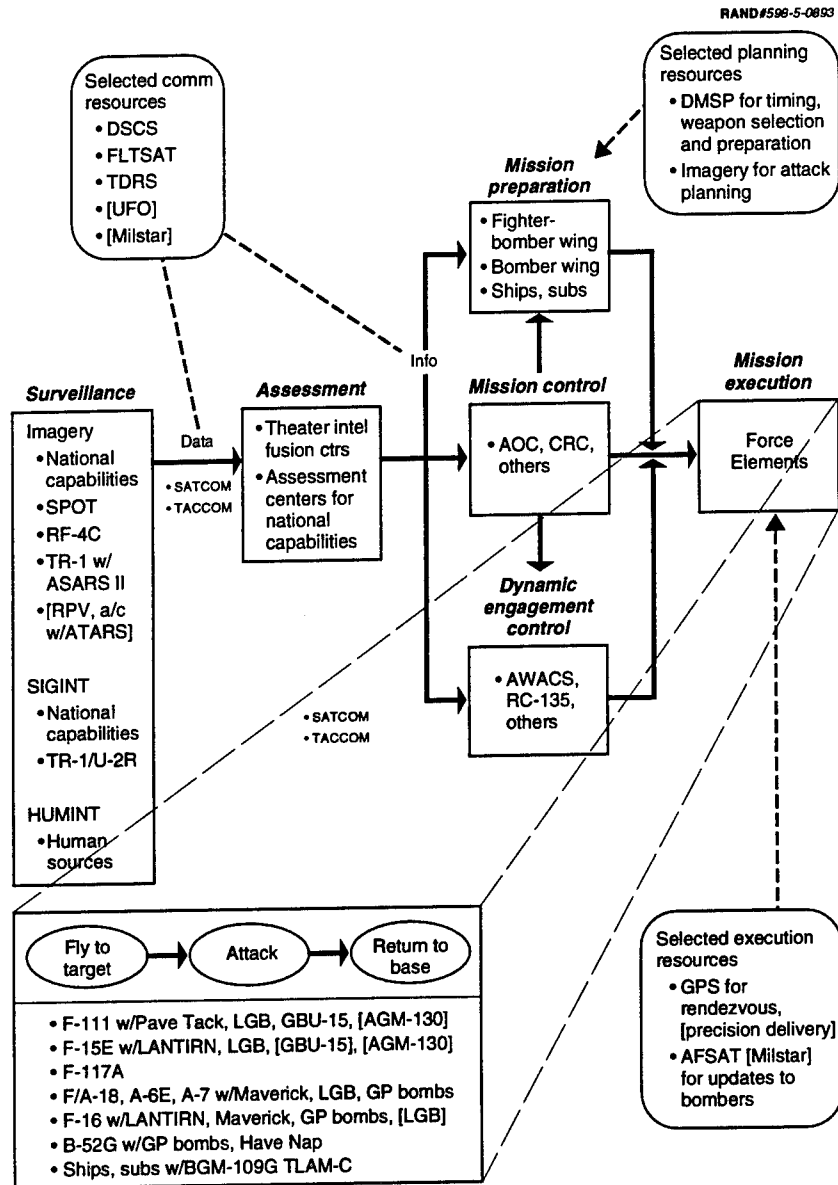 RAND#596-5-0893
Selected comm
resources
• DSCS
• FLTSAT
• TDRS
• [UFO]
• [Milstar]
Selected planning
resources
• DMSP for timing,
weapon selection
and preparation
• Imagery for attack
planning
Mission
preparation
• Fighter-
bomber wing
• Bomber wing
• Ships, subs
Info
Surveillance
Imagery
• National
capabilities
• SPOT
• RF-4C
• TR-1 w/
ASARS II
• [RPV, a/c
w/ATARS]
SIGINT
• National
capabilities
• TR-1/U-2R
HUMINT
• Human
sources
Data
• SATCOM
• TACCOM
Assessment
• Theater intel
fusion ctrs
• Assessment
centers for
national
capabilities
Mission control
• AOC, CRC,
others
Mission
execution
Force
Elements
Dynamic
engagement
control
• AWACS,
RC-135,
others
• SATCOM
• TACCOM
Fly to
target
Attack
Return to
base
• F-111 w/Pave Tack, LGB, GBU-15, [AGM-130]
• F-15E w/LANTIRN, LGB, [GBU-15], [AGM-130]
• F-117A
• F/A-18, A-6E, A-7 w/Maverick, LGB, GP bombs
• F-16 w/LANTIRN, Maverick, GP bombs, [LGB]
• B-52G w/GP bombs, Have Nap
• Ships, subs w/BGM-109G TLAM-C
Selected execution
resources
• GPS for
rendezvous,
[precision delivery]
• AFSAT [Milstar]
for updates to
bombers